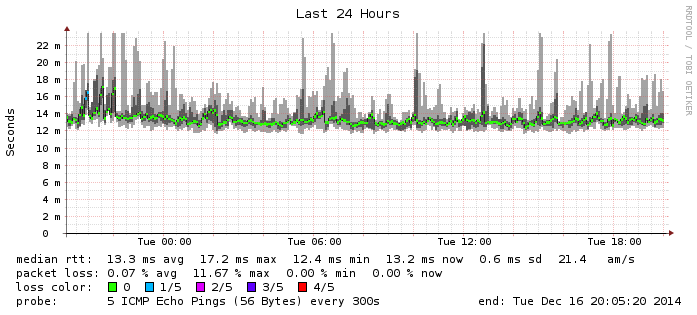 Last 24 Hours
RRDTOOL / TOBI OETIKER
Seconds
22 m
20 m
18 m
16 m
14 m
12 m
10 m
8 m
6 m
4 m
2 m
0
Tue 00:00 Tue 06:00 Tue 12:00 Tue 18:00
median rtt: 13.3 ms avg 17.2 ms max 12.4 ms min 13.2 ms now 0.6 ms sd 21.4 am/s
packet loss: 0.07 % avg 11.67 % max 0.00 % min 0.00 % now
loss color: 0 1/5 2/5 3/5 4/5
probe: 5 ICMP Echo Pings (56 Bytes) every 300s end: Tue Dec 16 20:05:20 2014